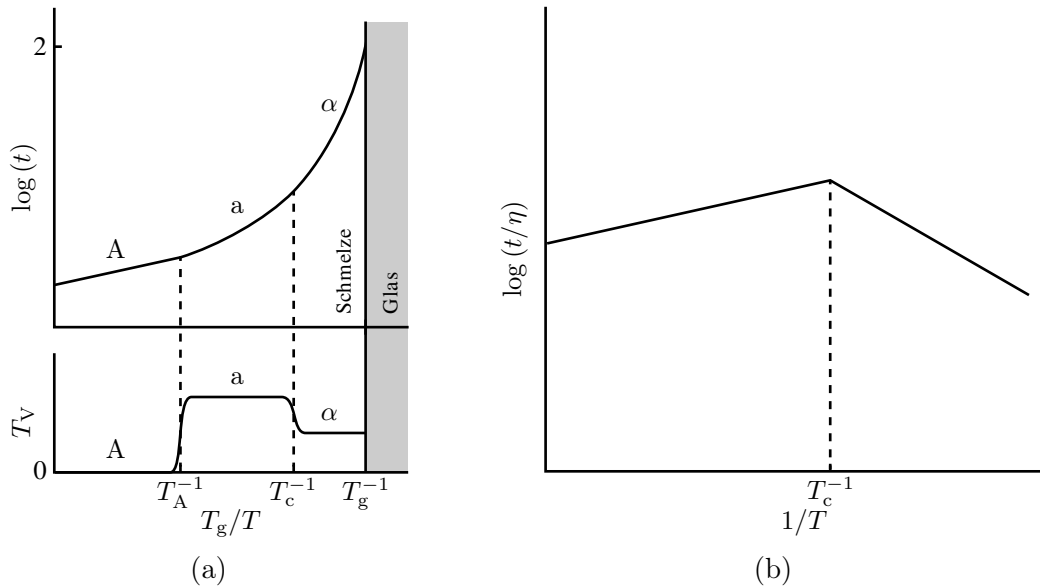 2
log (t)
A
a
α
Schmelze
Glas
T_V
0
A
a
α
T_A^{-1}
T_c^{-1}
T_g^{-1}
T_g/T
(a)
log (t/η)
T_c^{-1}
1/T
(b)